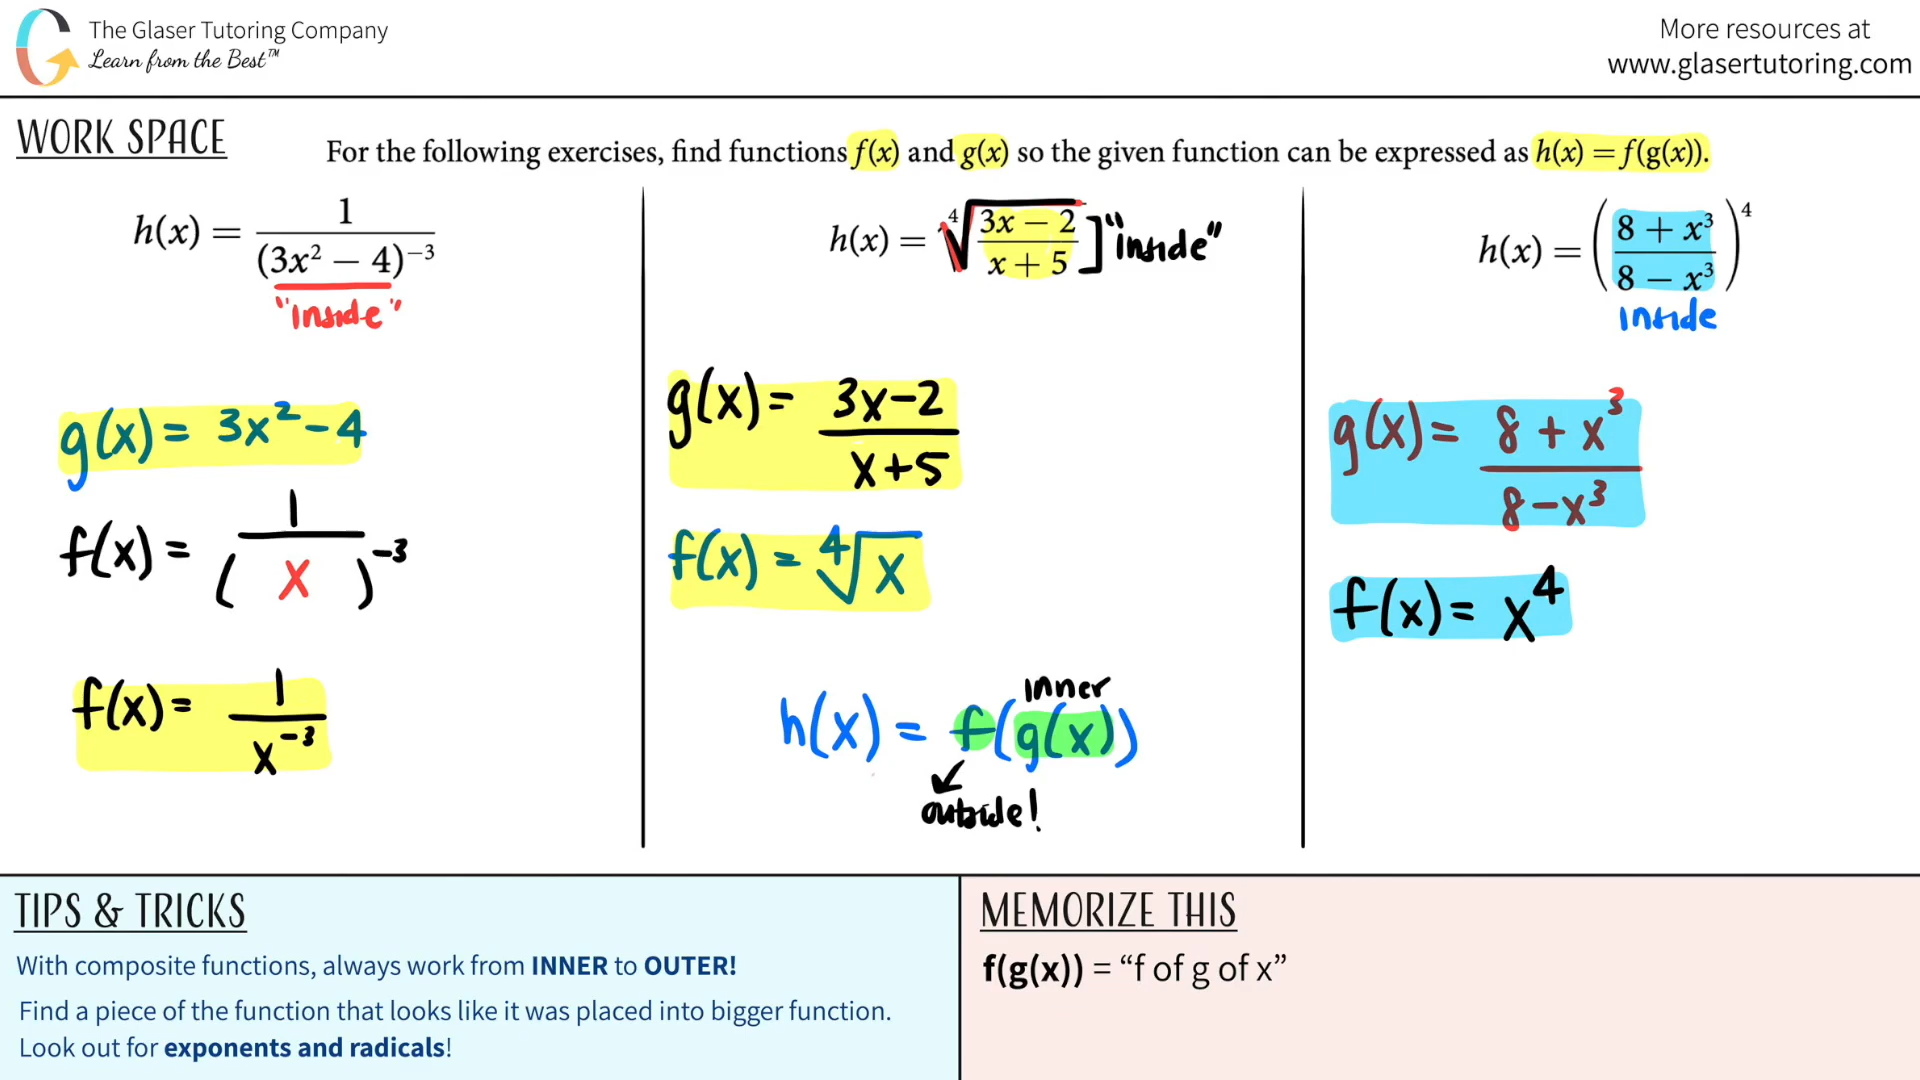 The Glaser Tutoring Company
Learn from the Best™
More resources at
www.glasertutoring.com
WORK SPACE
For the following exercises, find functions f(x) and g(x) so the given function can be expressed as h(x) = f(g(x)).
h(x) = 1 / (3x² − 4)⁻³
"inside"
g(x) = 3x² − 4
f(x) = 1 / ( x )⁻³
f(x) = 1 / x⁻³
h(x) = ⁴√((3x − 2) / (x + 5)) ] "inside"
g(x) = (3x − 2) / (x + 5)
f(x) = ⁴√x
inner
h(x) = f(g(x))
outside!
h(x) = ((8 + x³) / (8 − x³))⁴
inside
g(x) = (8 + x³) / (8 − x³)
f(x) = x⁴
TIPS & TRICKS
With composite functions, always work from INNER to OUTER!
Find a piece of the function that looks like it was placed into bigger function.
Look out for exponents and radicals!
MEMORIZE THIS
f(g(x)) = “f of g of x”